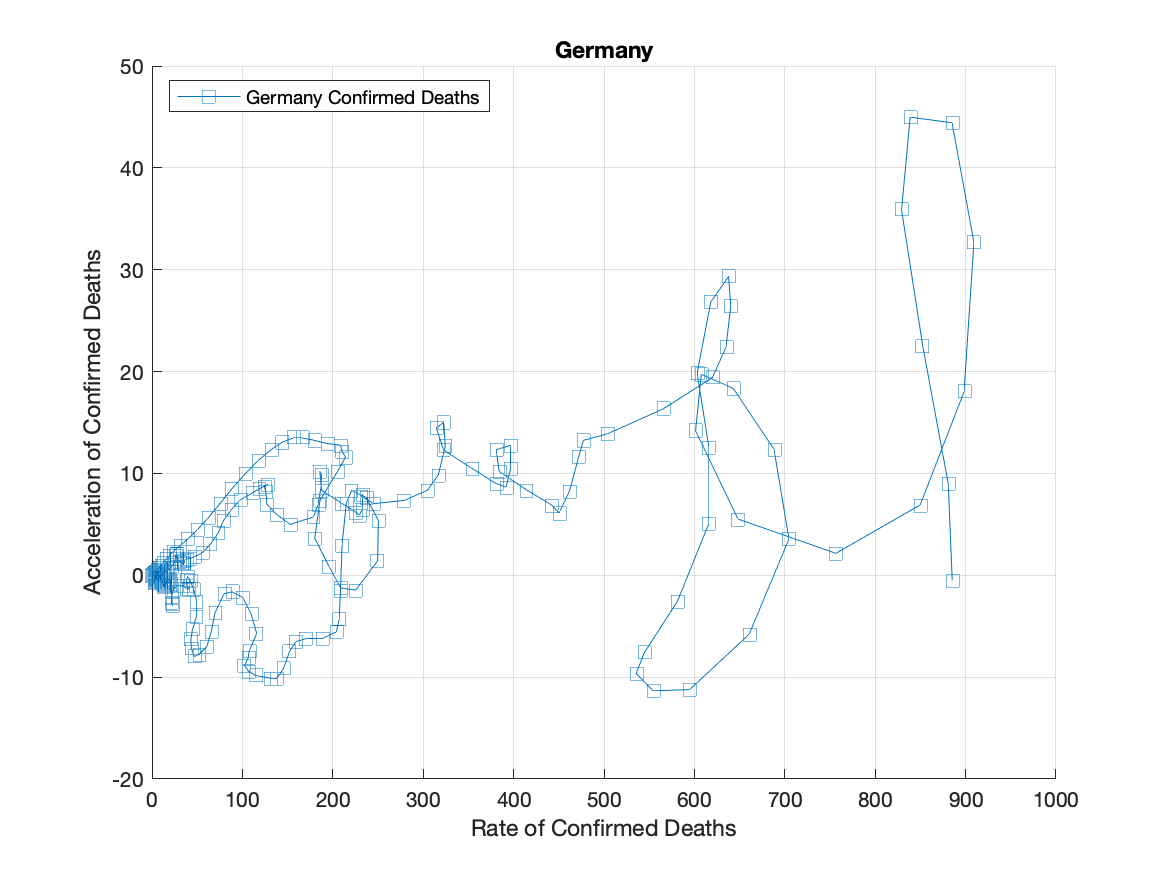 Germany
Germany Confirmed Deaths
50
40
30
20
10
0
-10
-20
Acceleration of Confirmed Deaths
0 100 200 300 400 500 600 700 800 900 1000
Rate of Confirmed Deaths